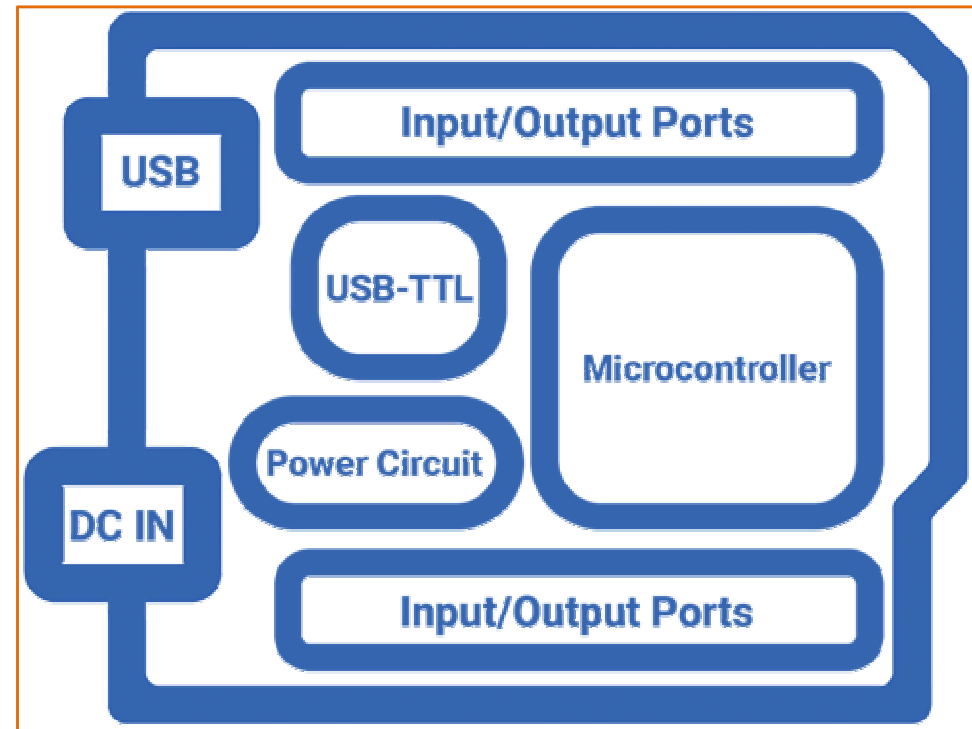 Input/Output Ports
USB
USB-TTL
Microcontroller
Power Circuit
DC IN
Input/Output Ports